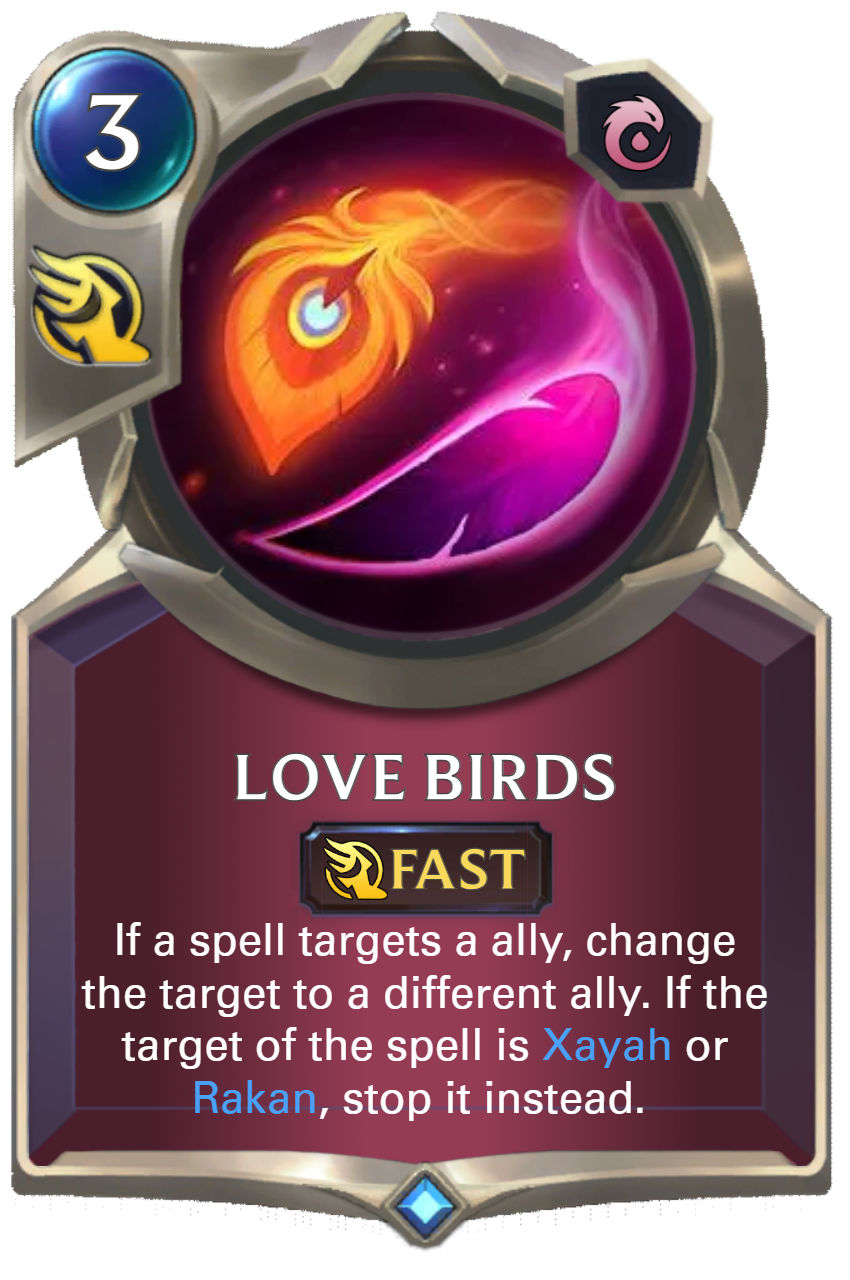 3
LOVE BIRDS
FAST
If a spell targets a ally, change
the target to a different ally. If the
target of the spell is Xayah or
Rakan, stop it instead.